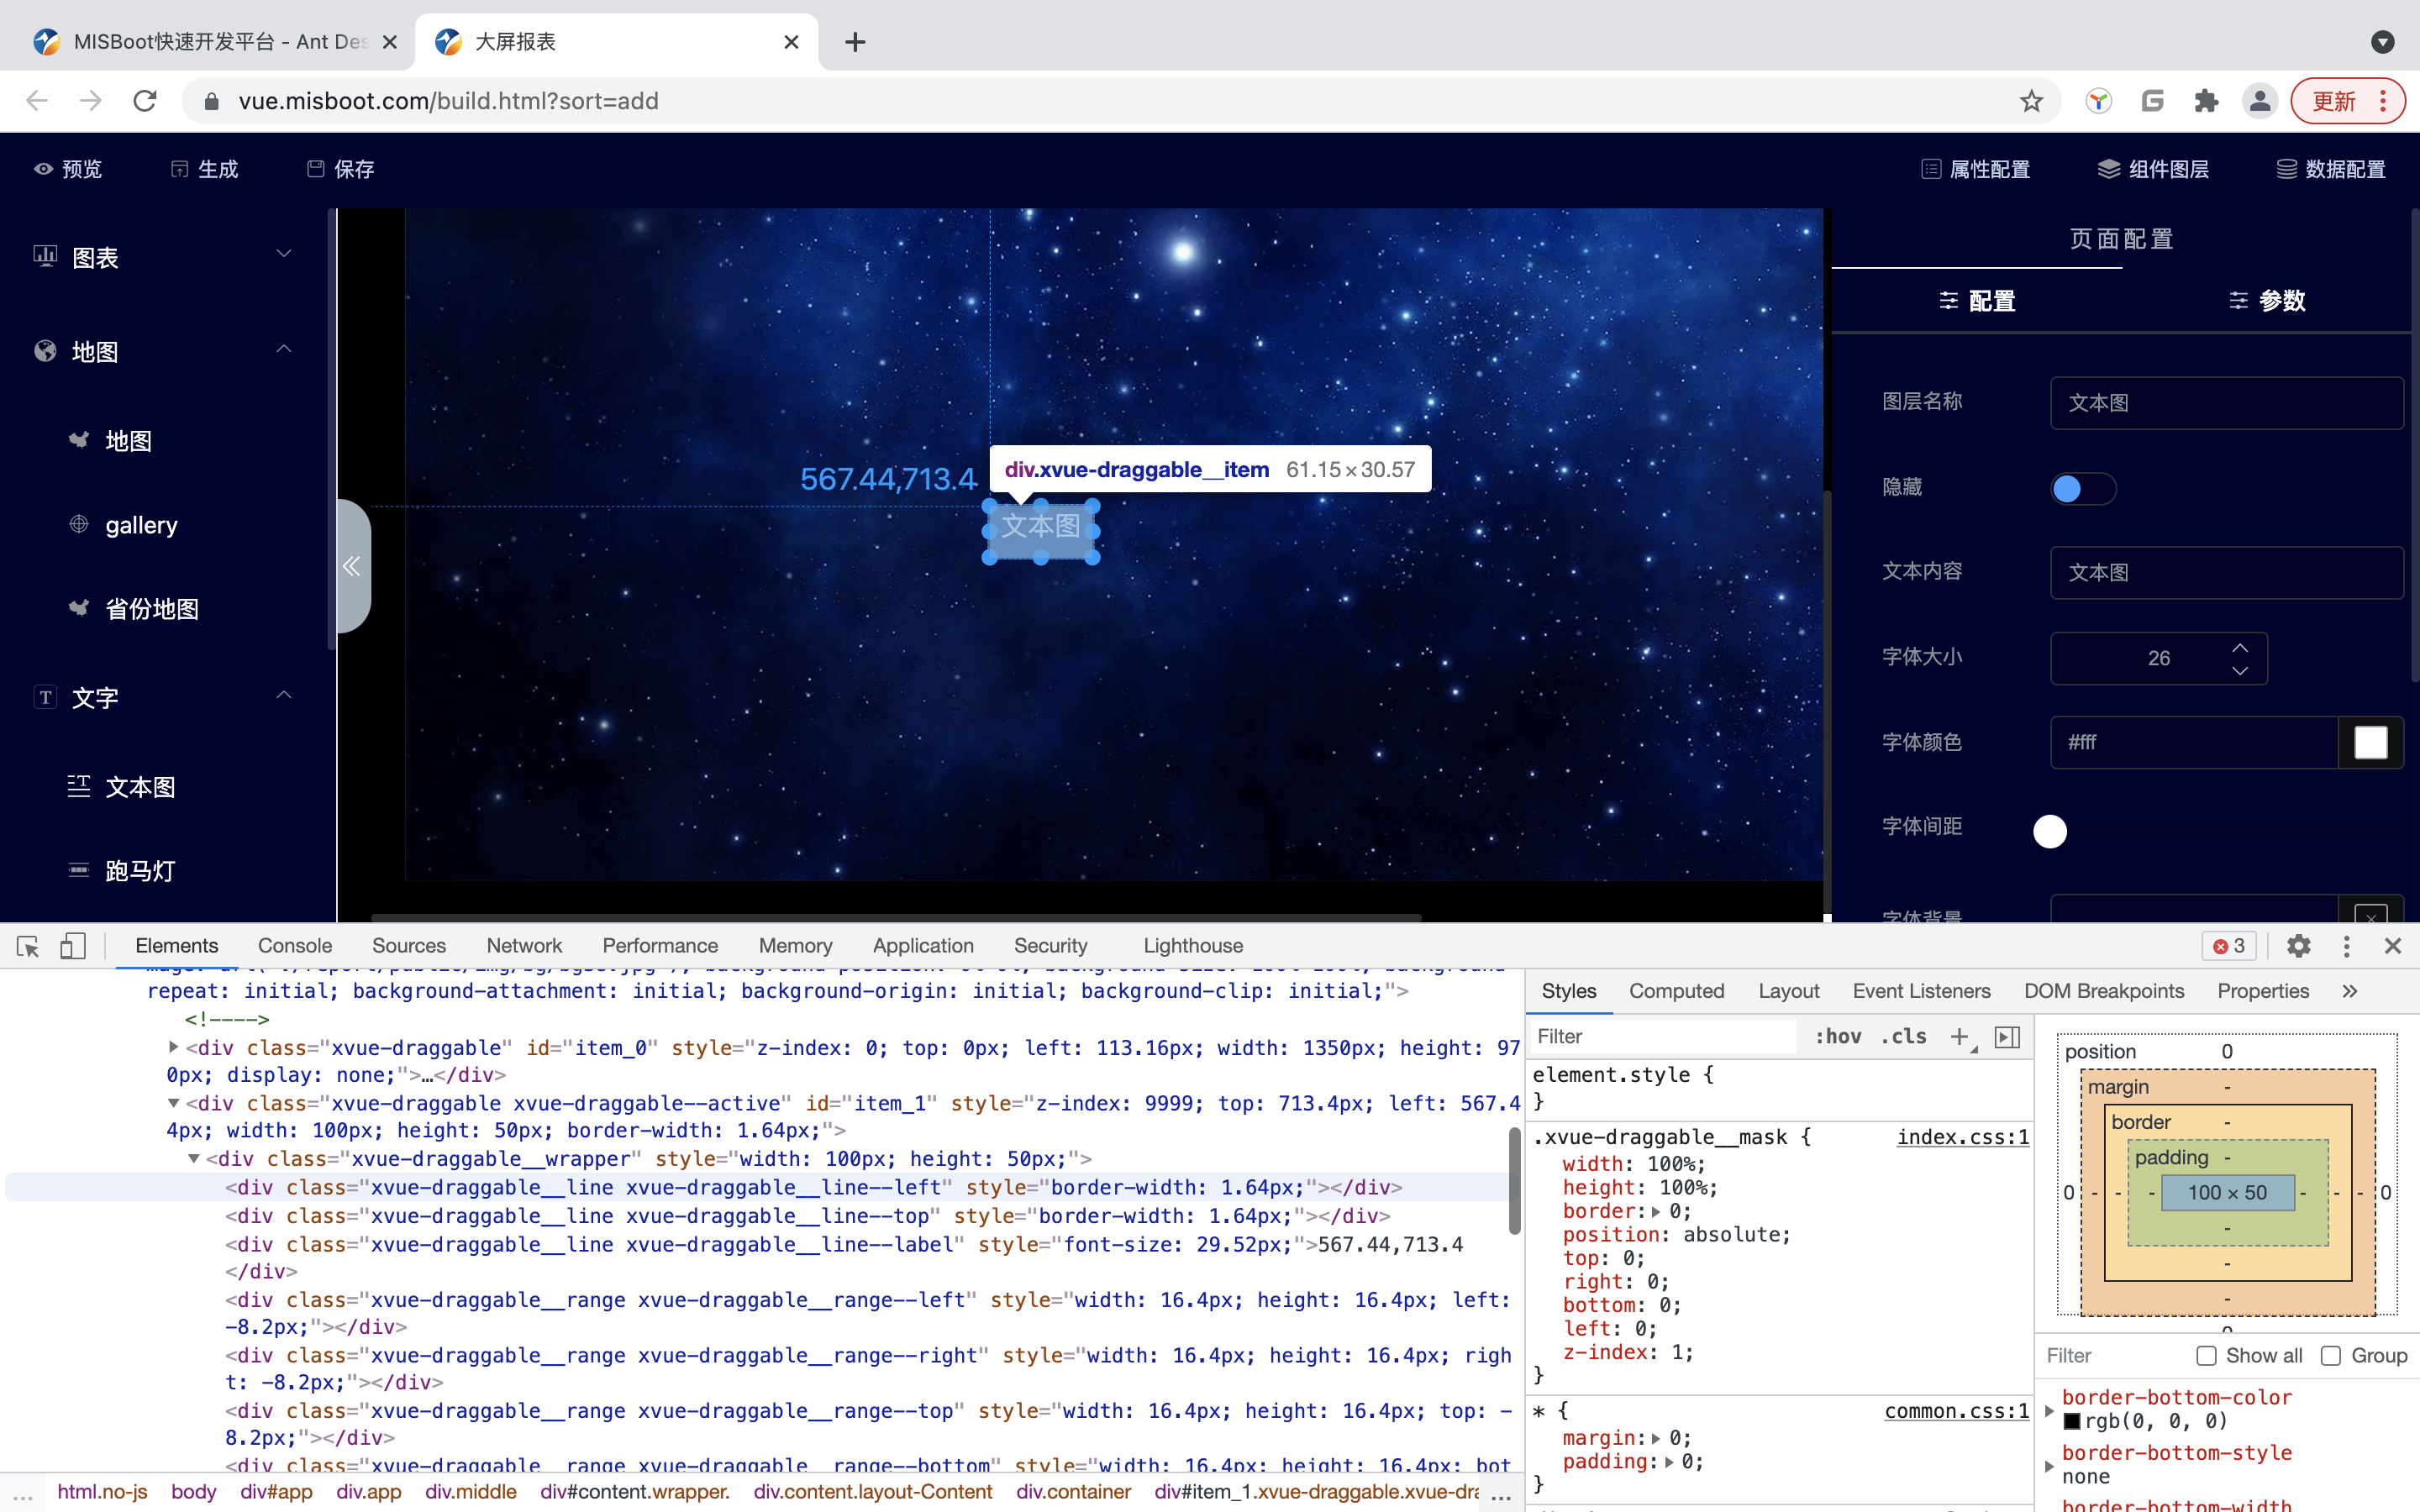 MISBoot快速开发平台 - Ant Des
大屏报表
vue.misboot.com/build.html?sort=add
更新
预览
生成
保存
属性配置
组件图层
数据配置
图表
地图
地图
gallery
省份地图
文字
文本图
跑马灯
567.44,713.4
div.xvue-draggable__item 61.15×30.57
文本图
页面配置
配置
参数
图层名称
文本图
隐藏
文本内容
文本图
字体大小
26
字体颜色
#fff
字体间距
字体背景
Elements Console Sources Network Performance Memory Application Security Lighthouse
3
repeat: initial; background-attachment: initial; background-origin: initial; background-clip: initial;">
<!---->
<div class="xvue-draggable" id="item_0" style="z-index: 0; top: 0px; left: 113.16px; width: 1350px; height: 97
0px; display: none;">…</div>
<div class="xvue-draggable xvue-draggable--active" id="item_1" style="z-index: 9999; top: 713.4px; left: 567.4
4px; width: 100px; height: 50px; border-width: 1.64px;">
<div class="xvue-draggable__wrapper" style="width: 100px; height: 50px;">
<div class="xvue-draggable__line xvue-draggable__line--left" style="border-width: 1.64px;"></div>
<div class="xvue-draggable__line xvue-draggable__line--top" style="border-width: 1.64px;"></div>
<div class="xvue-draggable__line xvue-draggable__line--label" style="font-size: 29.52px;">567.44,713.4
</div>
<div class="xvue-draggable__range xvue-draggable__range--left" style="width: 16.4px; height: 16.4px; left:
-8.2px;"></div>
<div class="xvue-draggable__range xvue-draggable__range--right" style="width: 16.4px; height: 16.4px; righ
t: -8.2px;"></div>
<div class="xvue-draggable__range xvue-draggable__range--top" style="width: 16.4px; height: 16.4px; top: -
8.2px;"></div>
<div class="xvue-draggable__range xvue-draggable__range--bottom" style="width: 16.4px; height: 16.4px; bot
... html.no-js body div#app div.app div.middle div#content.wrapper. div.content.layout-Content div.container div#item_1.xvue-draggable.xvue-dra ...
Styles Computed Layout Event Listeners DOM Breakpoints Properties
Filter
:hov .cls
element.style {
}
.xvue-draggable__mask {
index.css:1
width: 100%;
height: 100%;
border: 0;
position: absolute;
top: 0;
right: 0;
bottom: 0;
left: 0;
z-index: 1;
}
* {
common.css:1
margin: 0;
padding: 0;
}
position 0
margin -
border -
padding -
0 - - - 100 × 50 - - - 0
-
-
-
Filter
Show all
Group
border-bottom-color
rgb(0, 0, 0)
border-bottom-style
none
border-bottom-width